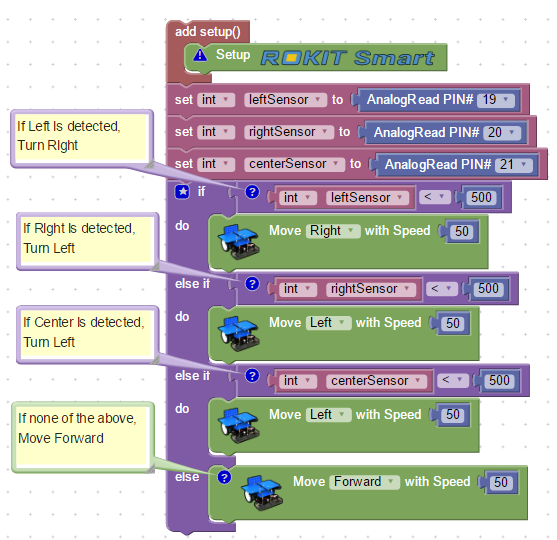 add setup()
Setup ROKIT Smart
set int leftSensor to AnalogRead PIN# 19
If Left Is detected,
Turn RIght
set int rightSensor to AnalogRead PIN# 20
set int centerSensor to AnalogRead PIN# 21
if int leftSensor < 500
If RIght Is detected,
Turn Left
do Move Right with Speed 50
else if int rightSensor < 500
If Center Is detected,
Turn Left
do Move Left with Speed 50
else if int centerSensor < 500
If none of the above,
Move Forward
do Move Left with Speed 50
else Move Forward with Speed 50